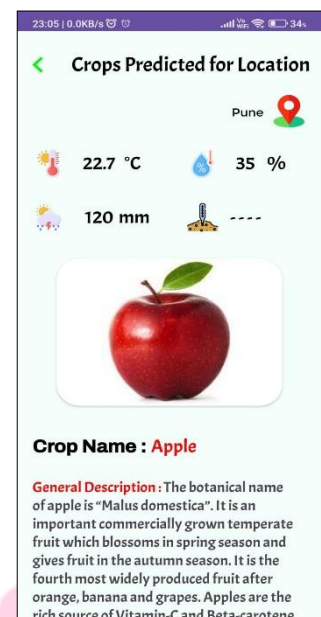 23:05 | 0.0KB/s
34%
Crops Predicted for Location
Pune
22.7 °C
35 %
120 mm
----
Crop Name : Apple
General Description : The botanical name
of apple is “Malus domestica”. It is an
important commercially grown temperate
fruit which blossoms in spring season and
gives fruit in the autumn season. It is the
fourth most widely produced fruit after
orange, banana and grapes. Apples are the
rich source of Vitamin-C and Beta-carotene